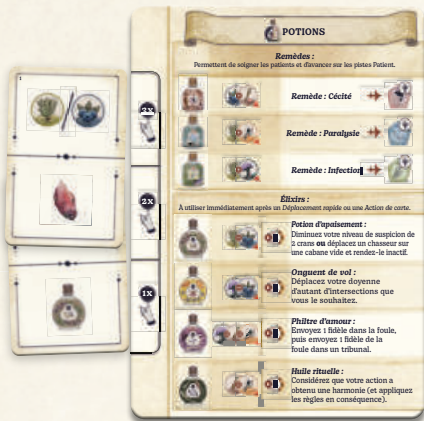 POTIONS
Remèdes :
Permettent de soigner les patients et d'avancer sur les pistes Patient.
1
2x
Remède : Cécité
Remède : Paralysie
Remède : Infection
Élixirs :
À utiliser immédiatement après un Déplacement rapide ou une Action de carte.
2x
Potion d'apaisement :
Diminuez votre niveau de suspicion de
2 crans ou déplacez un chasseur sur
une cabane vide et rendez-le inactif.
Onguent de vol :
Déplacez votre doyenne
d'autant d'intersections que
vous le souhaitez.
1x
Philtre d'amour :
Envoyez 1 fidèle dans la foule,
puis envoyez 1 fidèle de la
foule dans un tribunal.
Huile rituelle :
Considérez que votre action a
obtenu une harmonie (et appliquez
les règles en conséquence).